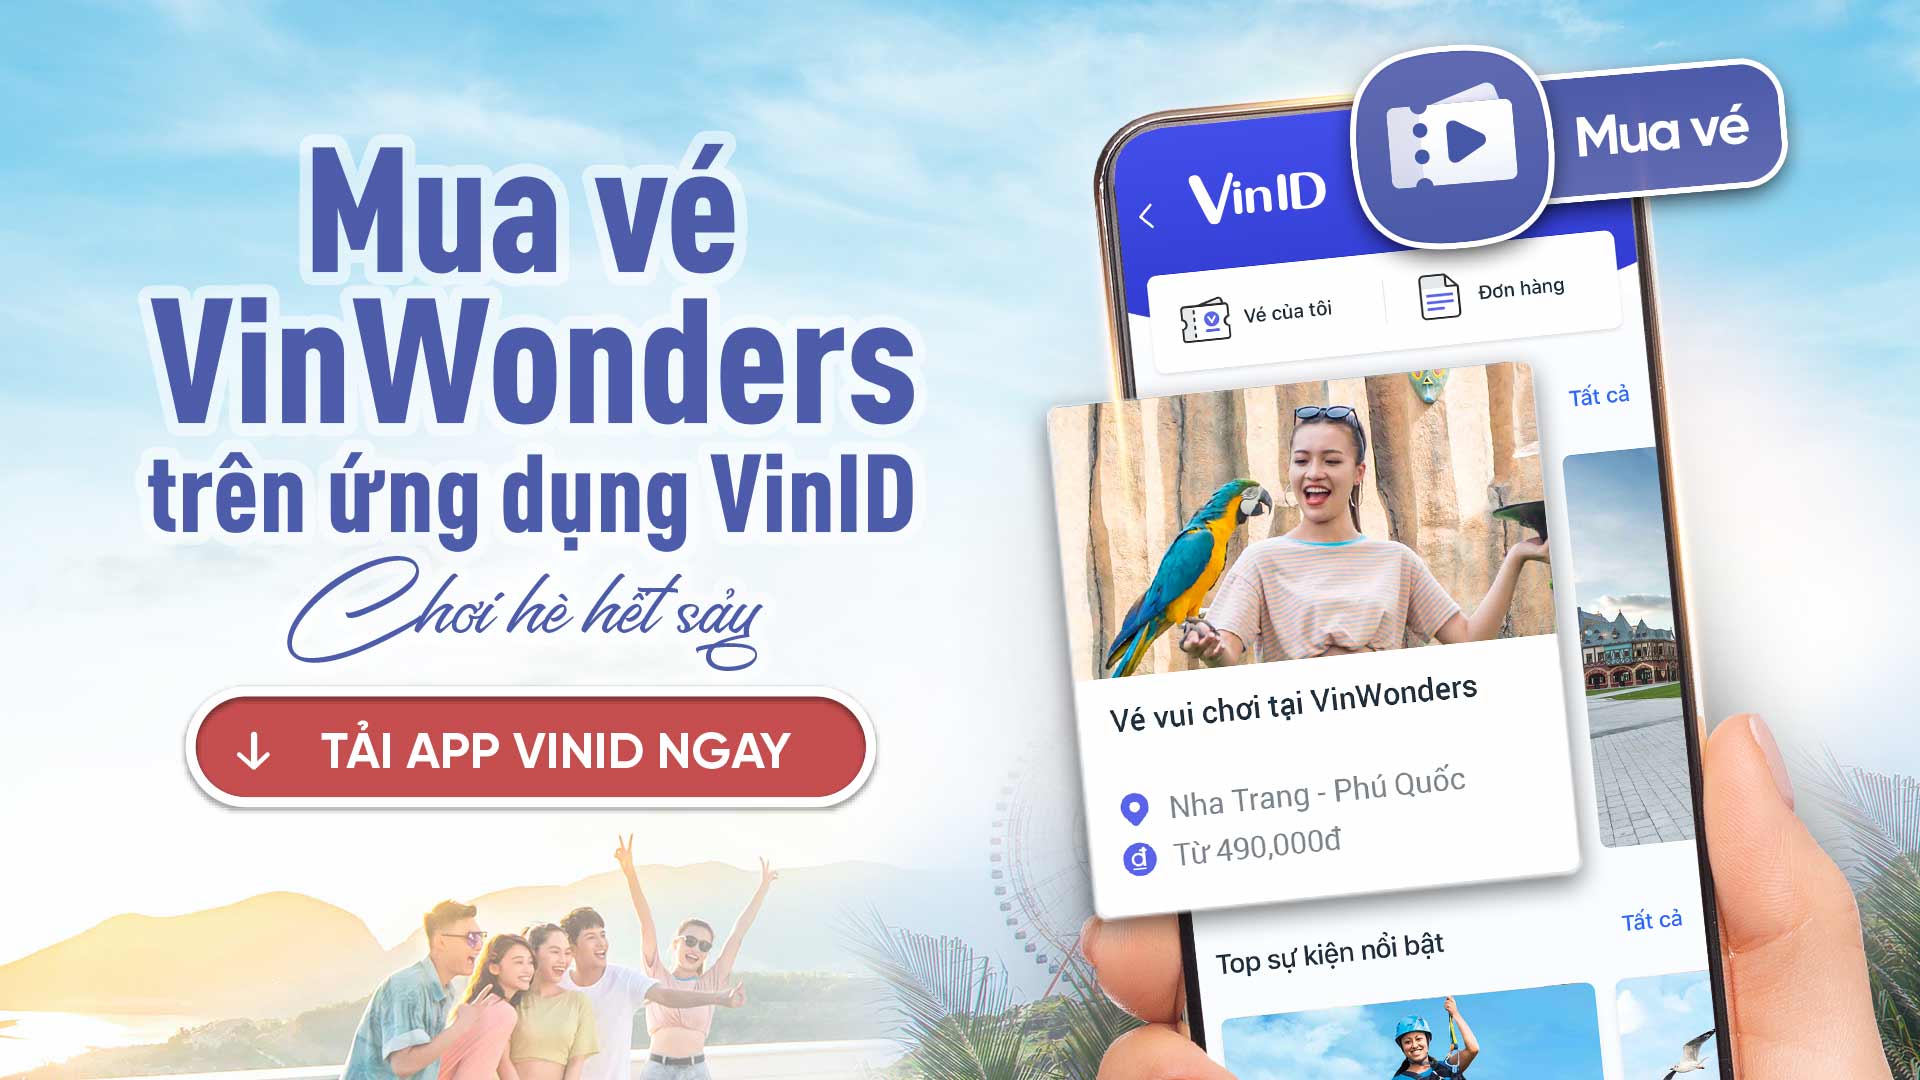 Mua vé
VinWonders
trên ứng dụng VinID
Chơi hè hết sảy
TẢI APP VINID NGAY
Mua vé
VinID
Vé của tôi
Đơn hàng
Tất cả
Vé vui chơi tại VinWonders
Nha Trang - Phú Quốc
đ
Từ 490,000đ
Top sự kiện nổi bật
Tất cả